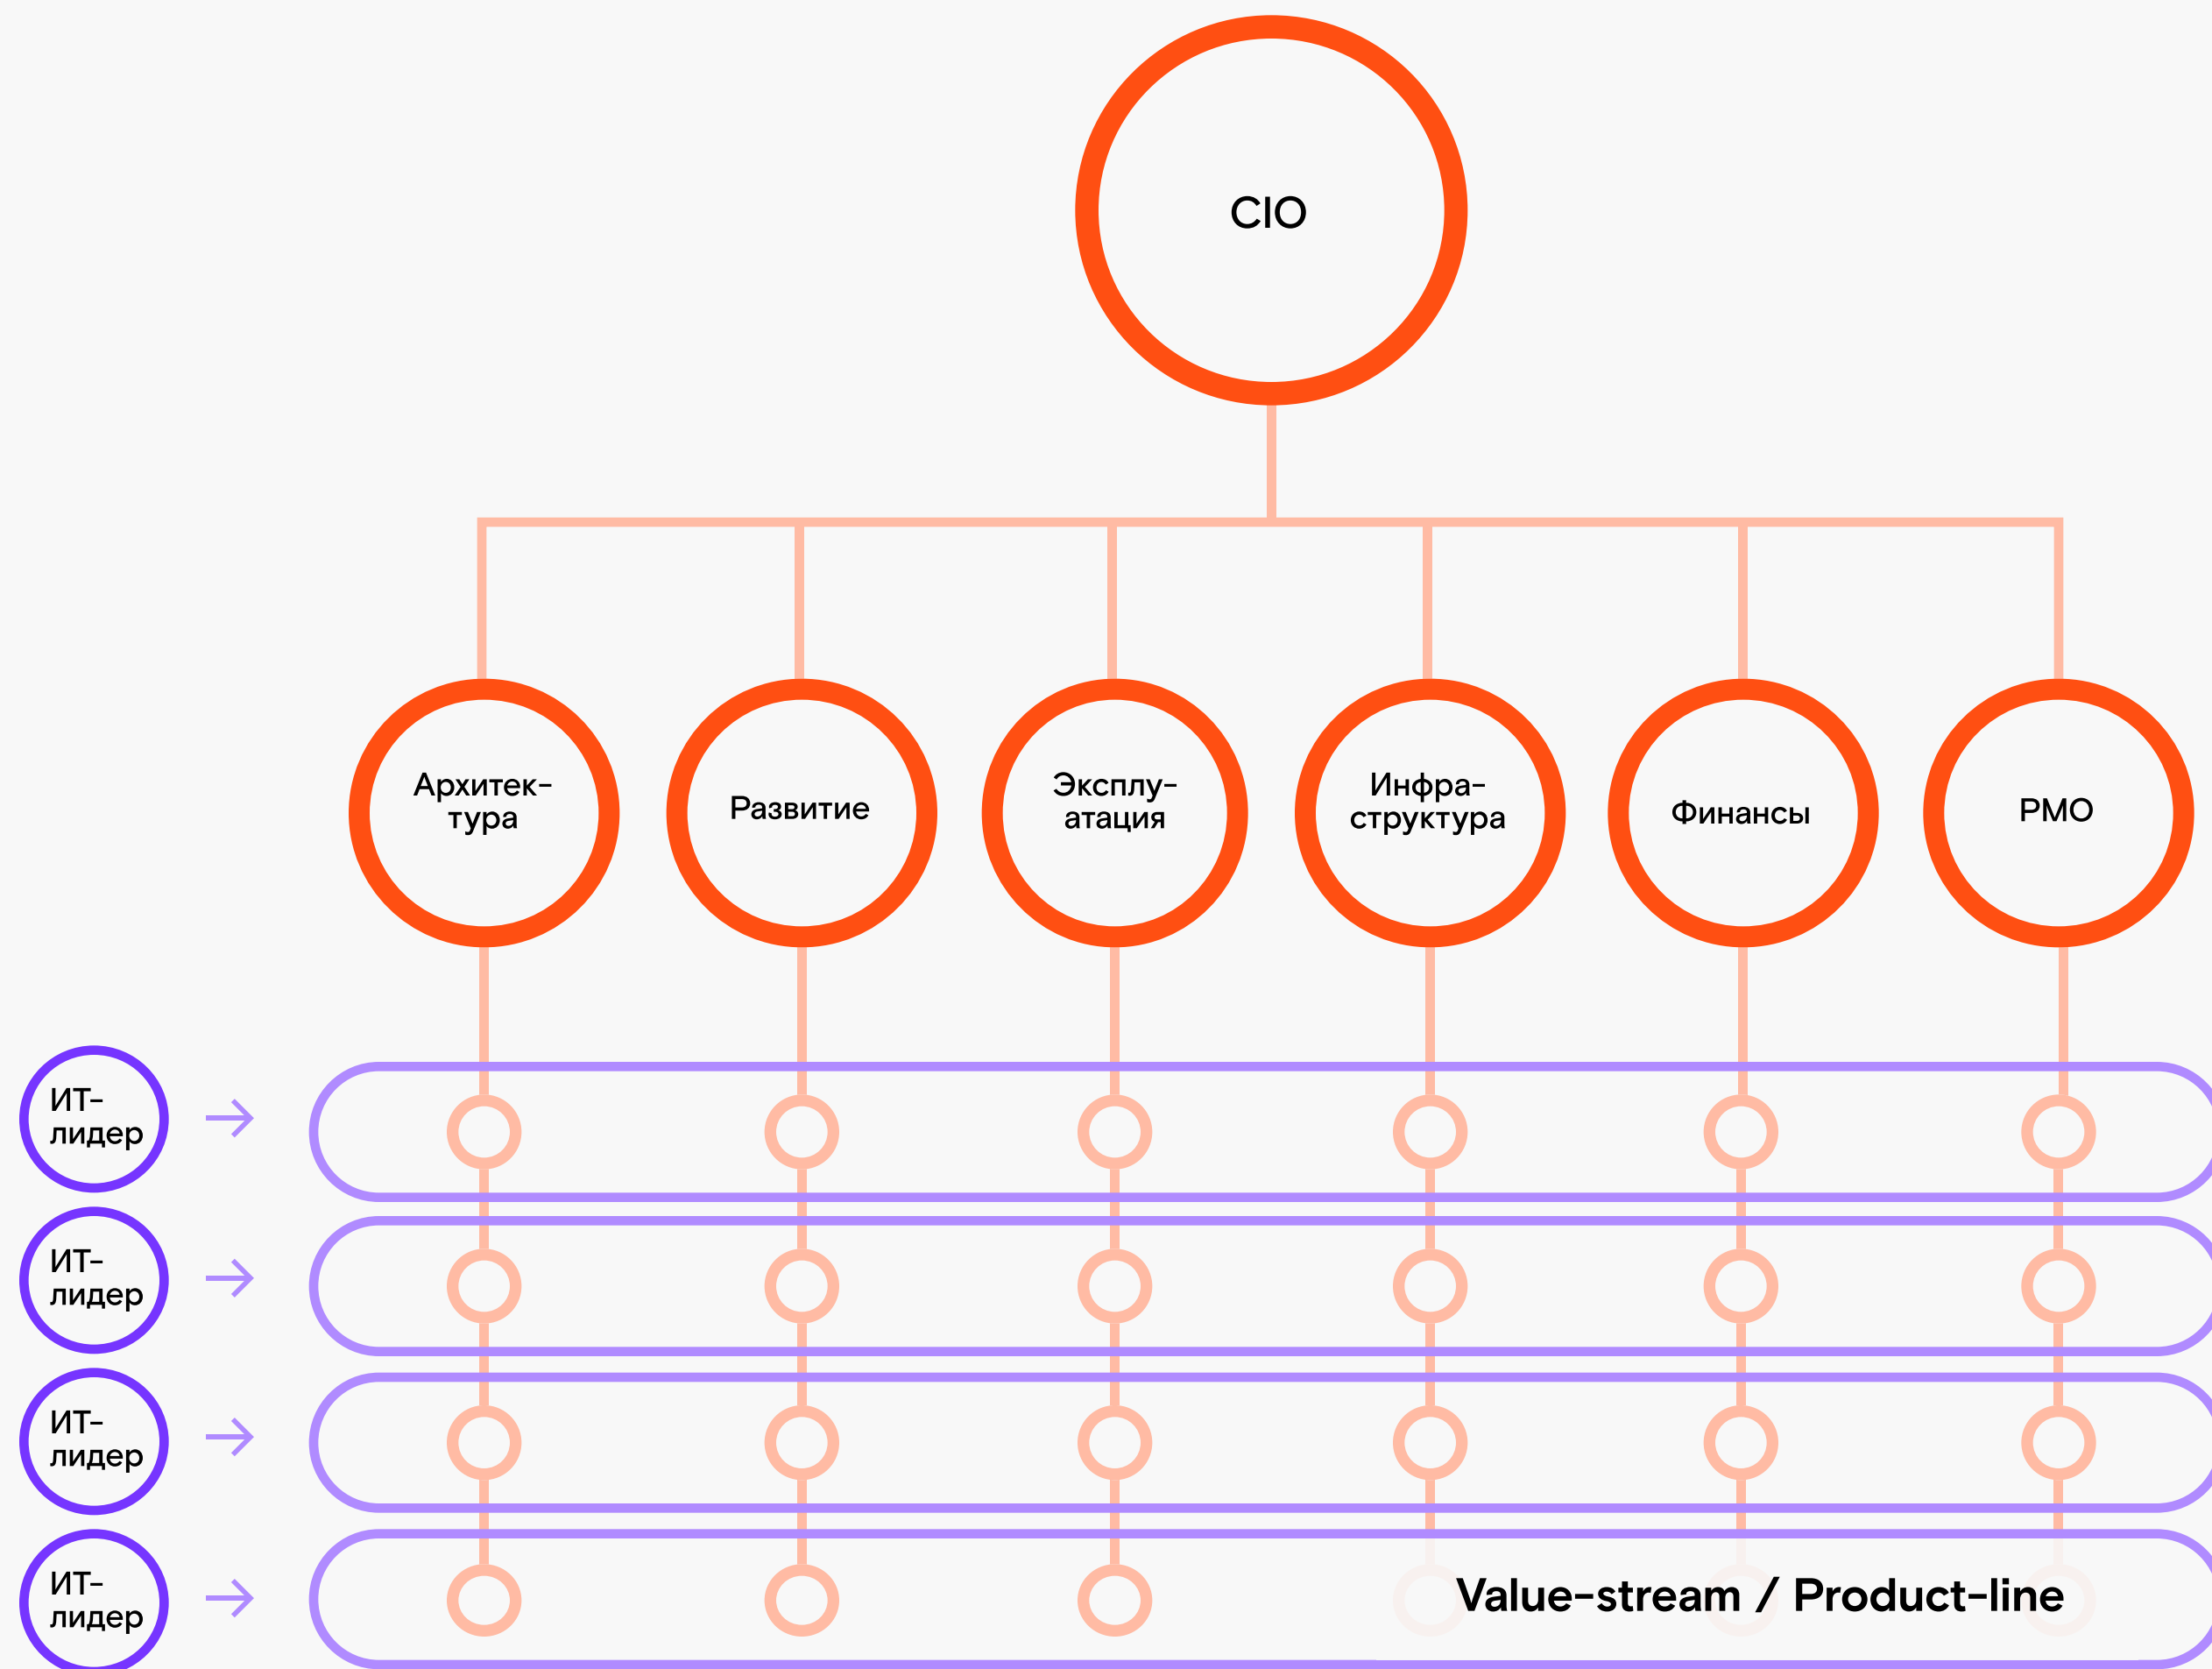 CIO
Архитек-
тура
Развитие
Эксплу-
атация
Инфра-
структура
Финансы
PMO
ИТ-
лидер
ИТ-
лидер
ИТ-
лидер
ИТ-
лидер
Value-stream / Product-line